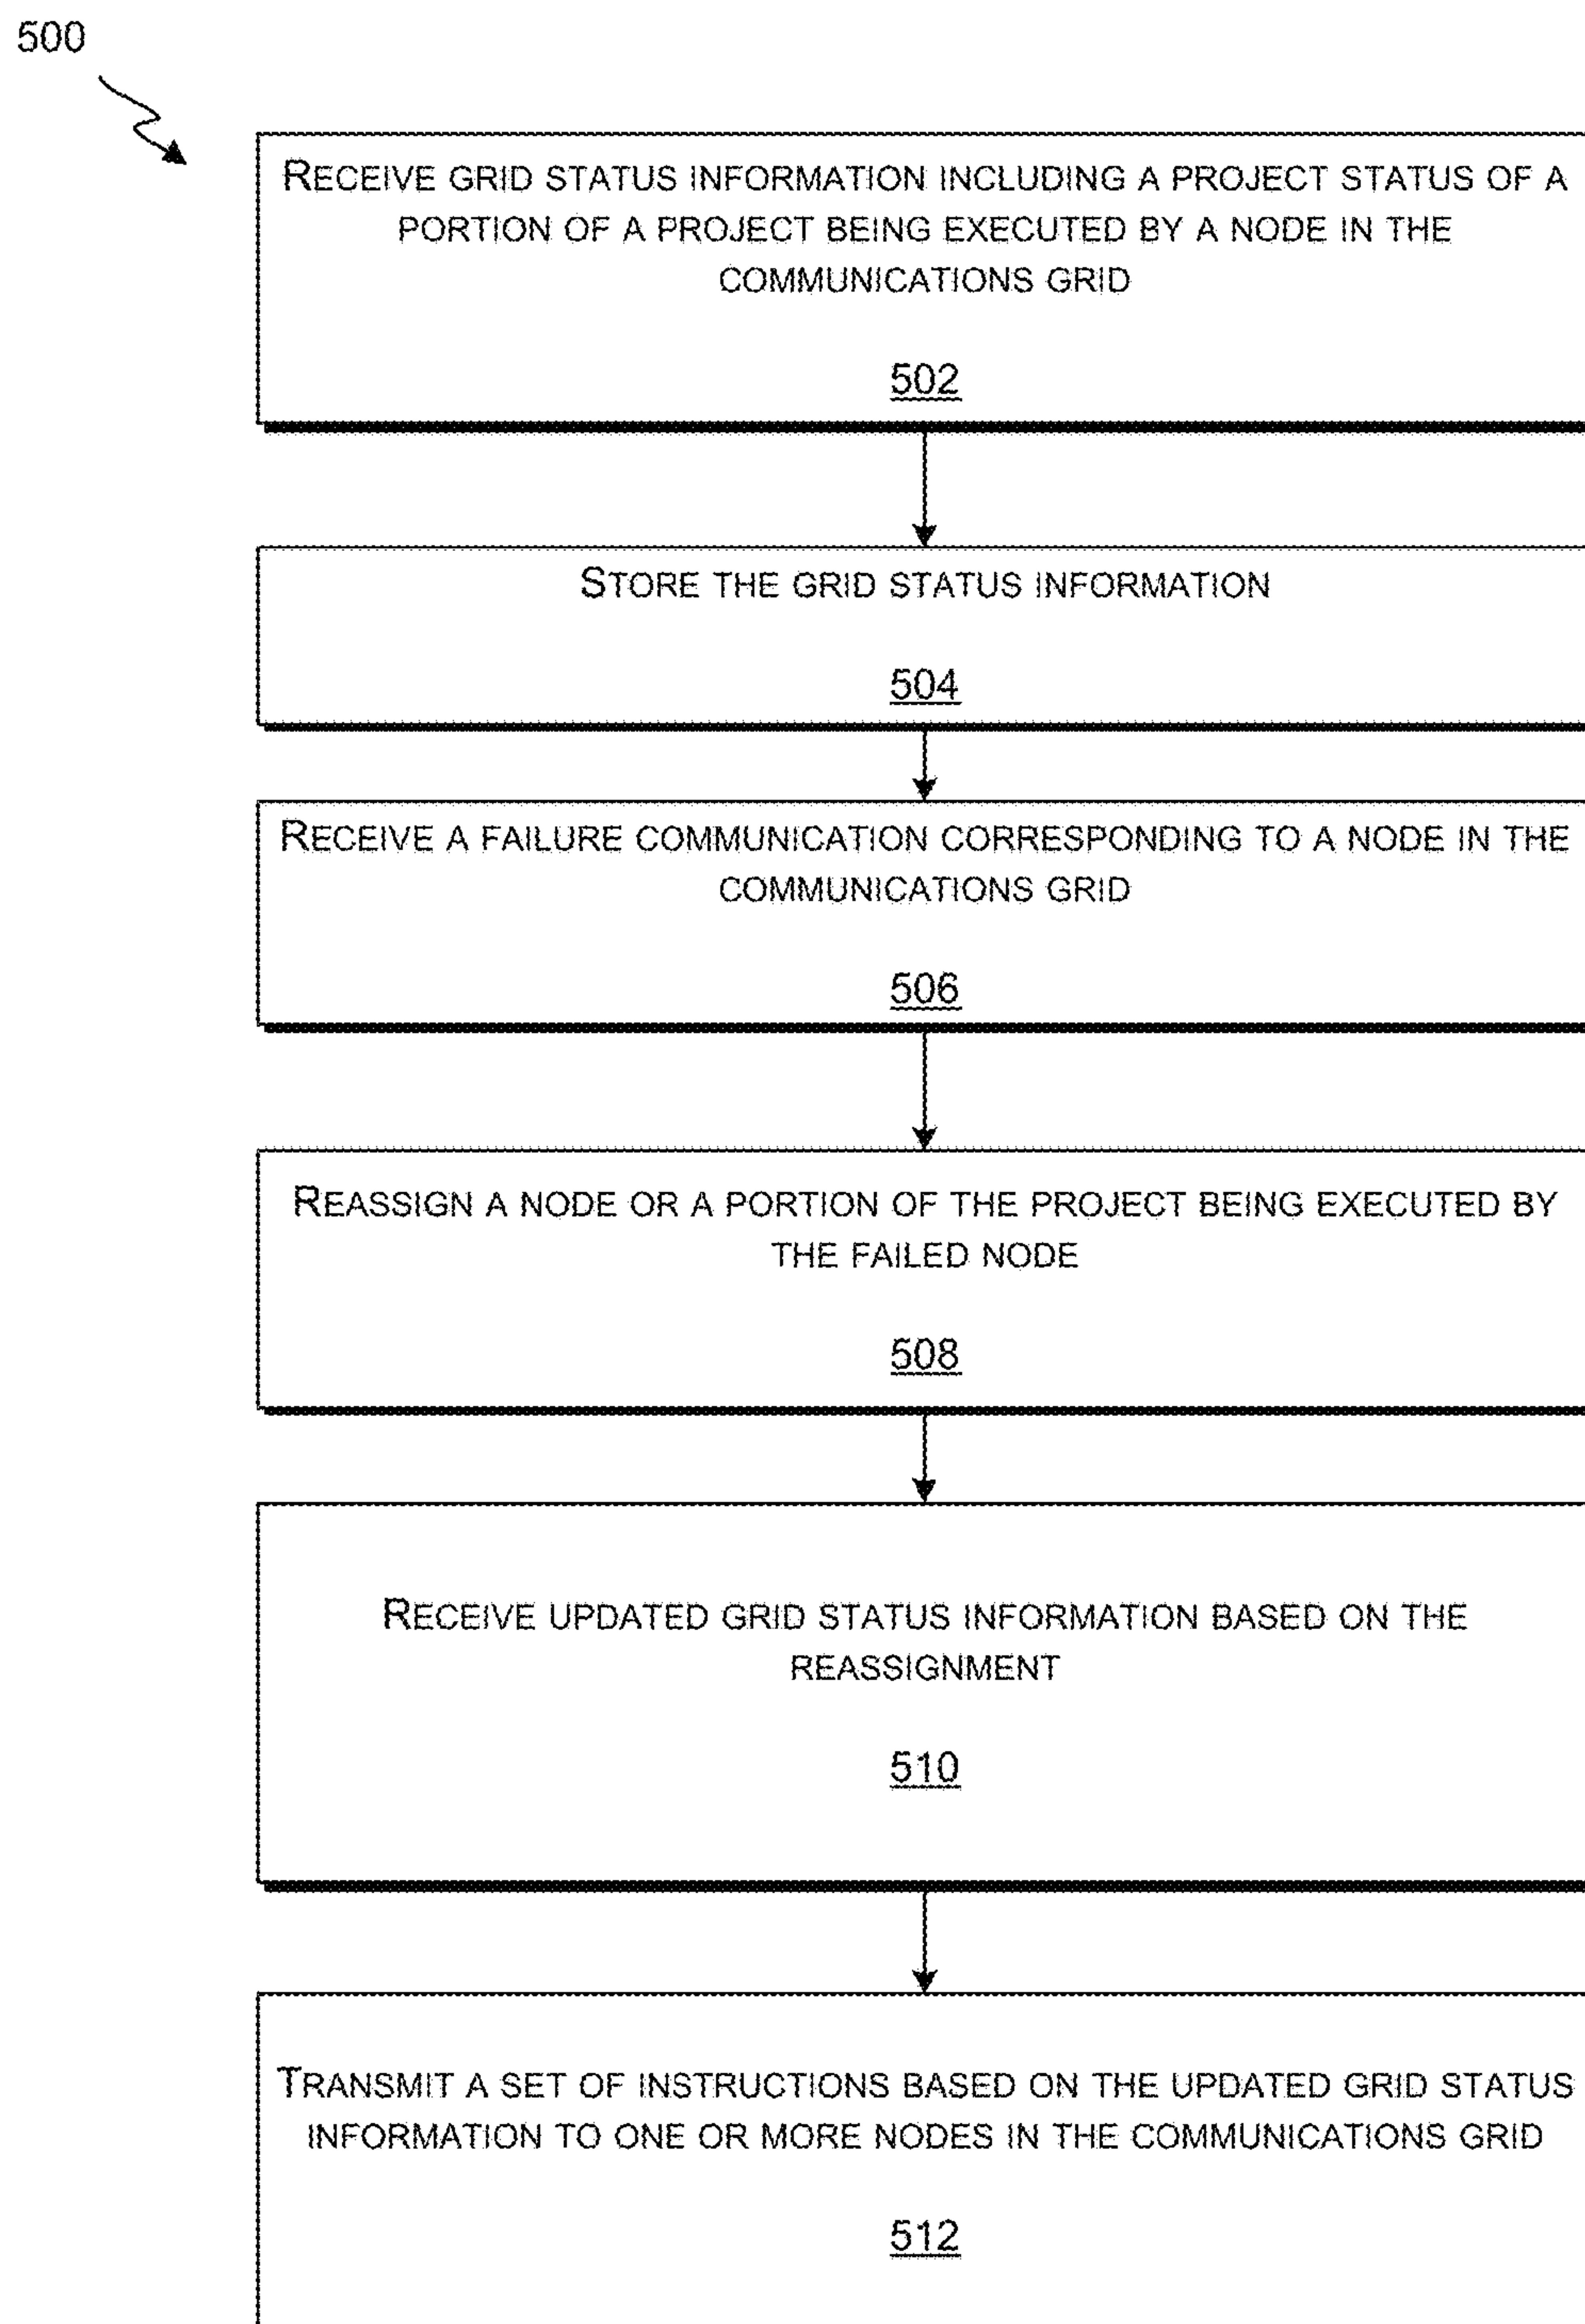 500
RECEIVE GRID STATUS INFORMATION INCLUDING A PROJECT STATUS OF A
PORTION OF A PROJECT BEING EXECUTED BY A NODE IN THE
COMMUNICATIONS GRID
502
STORE THE GRID STATUS INFORMATION
504
RECEIVE A FAILURE COMMUNICATION CORRESPONDING TO A NODE IN THE
COMMUNICATIONS GRID
506
REASSIGN A NODE OR A PORTION OF THE PROJECT BEING EXECUTED BY
THE FAILED NODE
508
RECEIVE UPDATED GRID STATUS INFORMATION BASED ON THE
REASSIGNMENT
510
TRANSMIT A SET OF INSTRUCTIONS BASED ON THE UPDATED GRID STATUS
INFORMATION TO ONE OR MORE NODES IN THE COMMUNICATIONS GRID
512